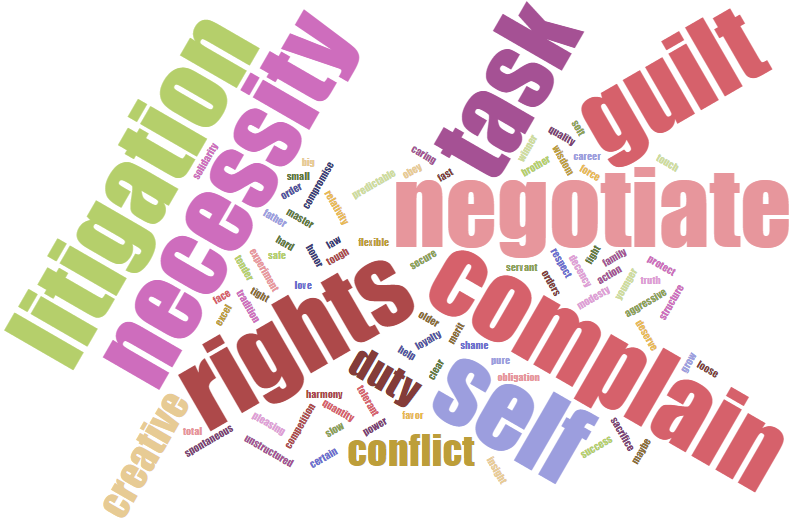 litigation
necessity
task
guilt
negotiate
rights
complain
duty
self
conflict
creative
solidarity
big
small
order
compromise
relativity
predictable
father
master
hard
safe
tender
experiment
honor
law
tough
flexible
love
face
excel
tradition
fight
caring
obey
fast
winner
brother
quality
wisdom
soft
career
force
touch
secure
servant
respect
orders
decency
right
family
action
modesty
younger
truth
protect
aggressive
structure
deserve
grow
loose
older
help
loyalty
merit
clear
shame
pure
obligation
harmony
quantity
tolerant
favor
power
slow
certain
competition
pleasing
unstructured
total
spontaneous
insight
success
sacrifice
maybe